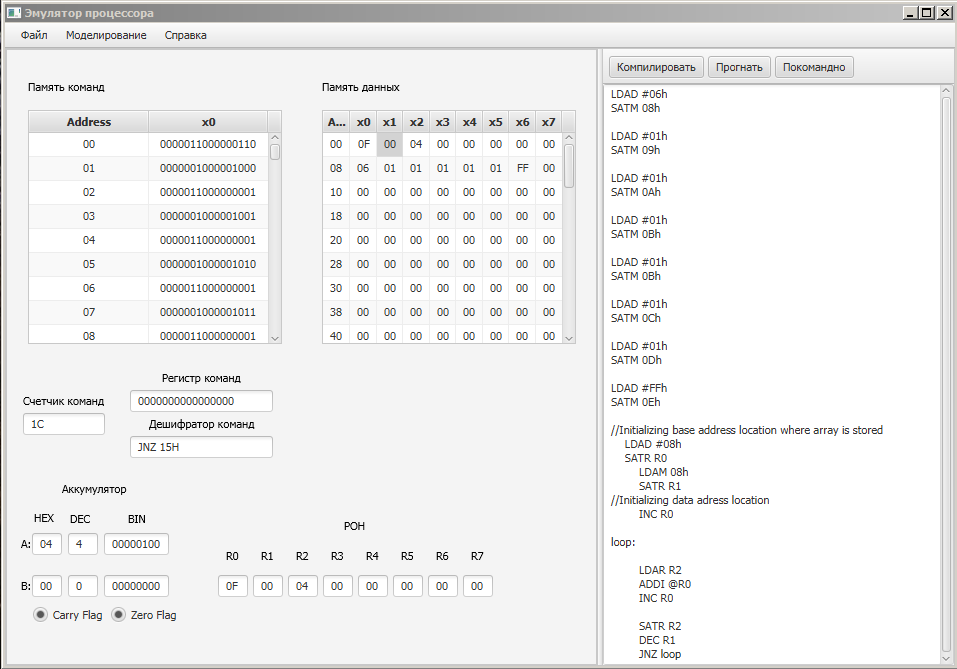 Эмулятор процессора
Файл Моделирование Справка
Память команд
Address x0
00 0000011000000110
01 0000001000001000
02 0000011000000001
03 0000001000001001
04 0000011000000001
05 0000001000001010
06 0000011000000001
07 0000001000001011
08 0000011000000001
Память данных
A... x0 x1 x2 x3 x4 x5 x6 x7
00 0F 00 04 00 00 00 00 00
08 06 01 01 01 01 01 FF 00
10 00 00 00 00 00 00 00 00
18 00 00 00 00 00 00 00 00
20 00 00 00 00 00 00 00 00
28 00 00 00 00 00 00 00 00
30 00 00 00 00 00 00 00 00
38 00 00 00 00 00 00 00 00
40 00 00 00 00 00 00 00 00
Регистр команд
Счетчик команд 0000000000000000
1C Дешифратор команд
JNZ 15H
Аккумулятор
HEX DEC BIN
A: 04 4 00000100
B: 00 0 00000000
Carry Flag Zero Flag
РОН
R0 R1 R2 R3 R4 R5 R6 R7
0F 00 04 00 00 00 00 00
Компилировать Прогнать Покомандно
LDAD #06h
SATM 08h
LDAD #01h
SATM 09h
LDAD #01h
SATM 0Ah
LDAD #01h
SATM 0Bh
LDAD #01h
SATM 0Bh
LDAD #01h
SATM 0Ch
LDAD #01h
SATM 0Dh
LDAD #FFh
SATM 0Eh
//Initializing base address location where array is stored
LDAD #08h
SATR R0
LDAM 08h
SATR R1
//Initializing data adress location
INC R0
loop:
LDAR R2
ADDI @R0
INC R0
SATR R2
DEC R1
JNZ loop